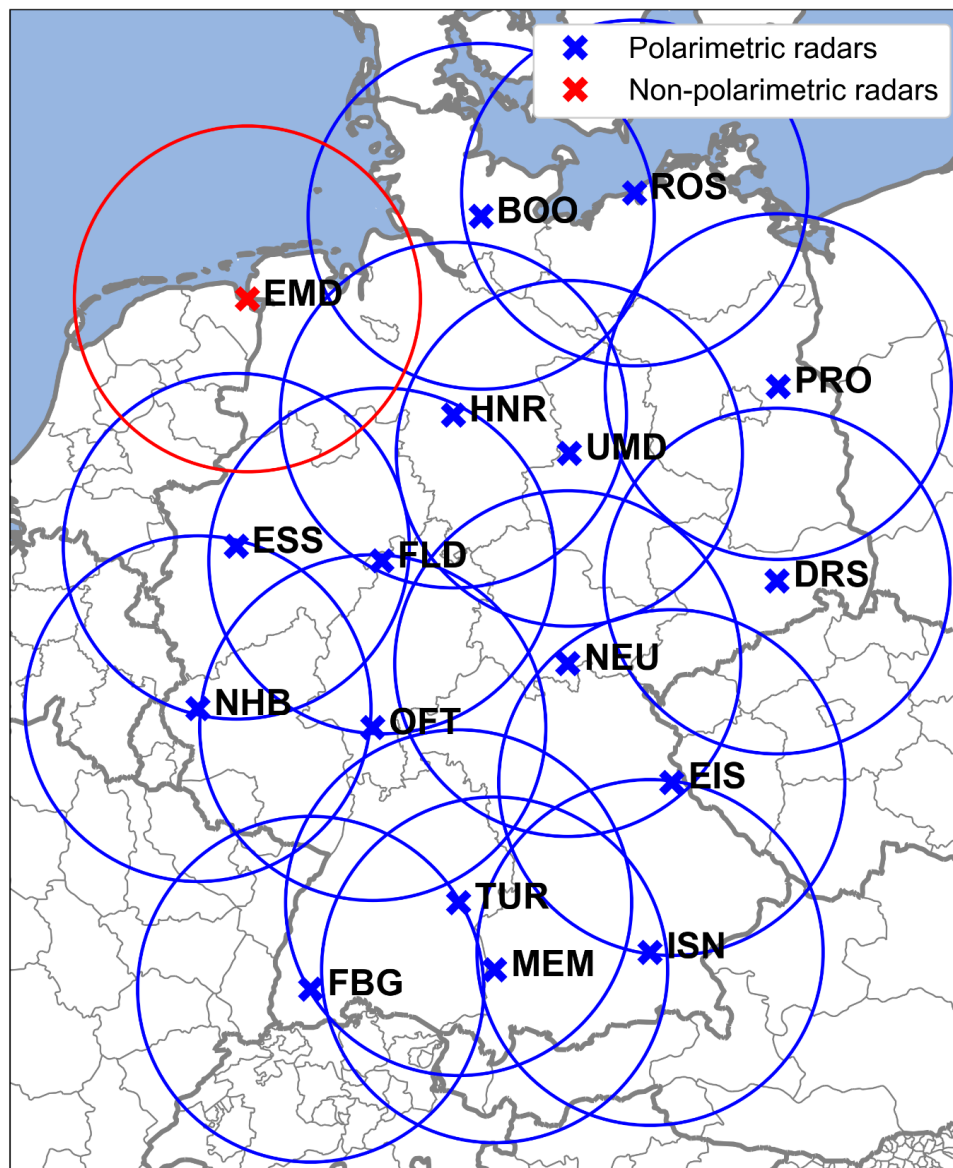 Polarimetric radars
Non-polarimetric radars
ROS
BOO
EMD
PRO
HNR
UMD
ESS
FLD
DRS
NEU
NHB
OFT
EIS
TUR
ISN
MEM
FBG